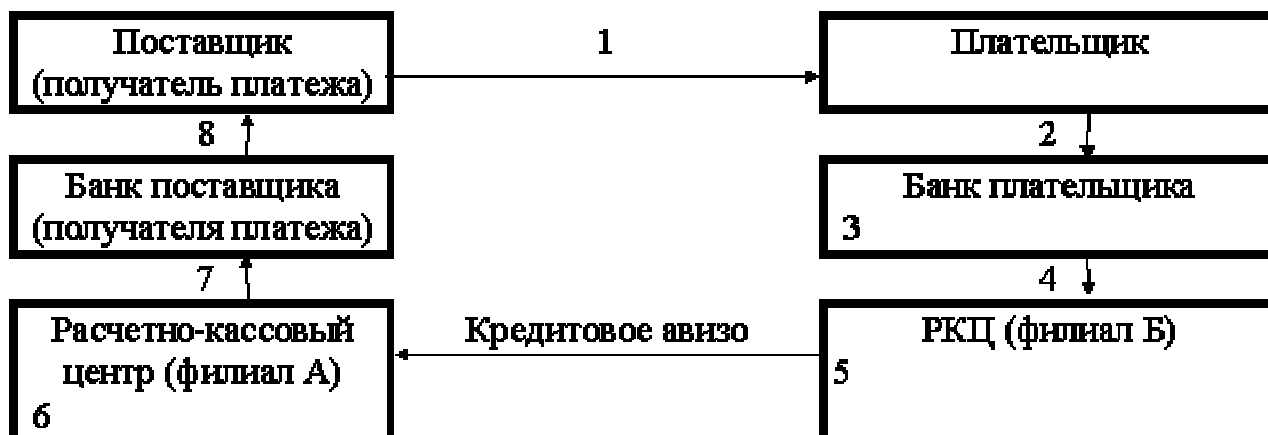 Поставщик
(получатель платежа)
1
Плательщик
8
2
Банк поставщика
(получателя платежа)
Банк плательщика
3
7
4
Расчетно-кассовый
центр (филиал А)
6
Кредитовое авизо
РКЦ (филиал Б)
5